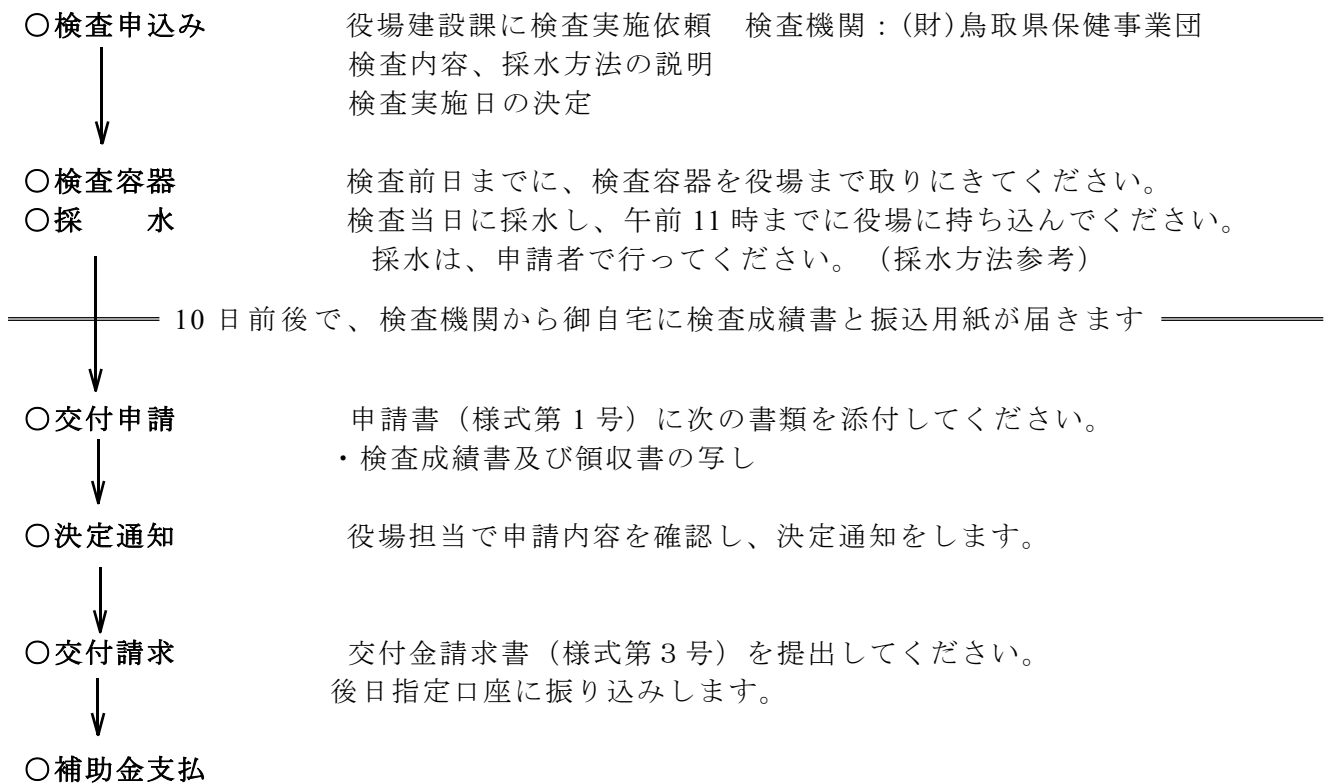 〇検査申込み　役場建設課に検査実施依頼　検査機関：(財)鳥取県保健事業団
検査内容、採水方法の説明
検査実施日の決定
〇検査容器　検査前日までに、検査容器を役場まで取りにきてください。
〇採　水　検査当日に採水し、午前11時までに役場に持ち込んでください。
採水は、申請者で行ってください。（採水方法参考）
10日前後で、検査機関から御自宅に検査成績書と振込用紙が届きます
〇交付申請　申請書（様式第1号）に次の書類を添付してください。
・検査成績書及び領収書の写し
〇決定通知　役場担当で申請内容を確認し、決定通知をします。
〇交付請求　交付金請求書（様式第３号）を提出してください。
後日指定口座に振り込みします。
〇補助金支払